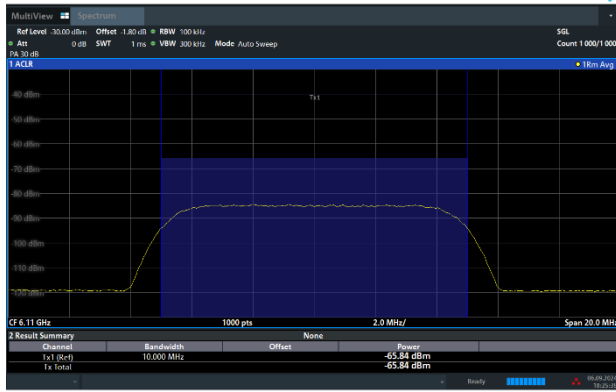 MultiView Spectrum
Ref Level -30.00 dBm Offset -1.80 dB RBW 100 kHz SGL
Att 0 dB SWT 1 ms VBW 300 kHz Mode Auto Sweep Count 1000/1000
PA 30 dB
1 ACLR 1Rm Avg
Tx1
-40 dBm
-50 dBm
-60 dBm
-70 dBm
-80 dBm
-90 dBm
-100 dBm
-110 dBm
-120 dBm
CF 6.11 GHz 1000 pts 2.0 MHz/ Span 20.0 MHz
2 Result Summary None
Channel Bandwidth Offset Power
Tx1 (Ref) 10.000 MHz -65.84 dBm
Tx Total -65.84 dBm
Ready